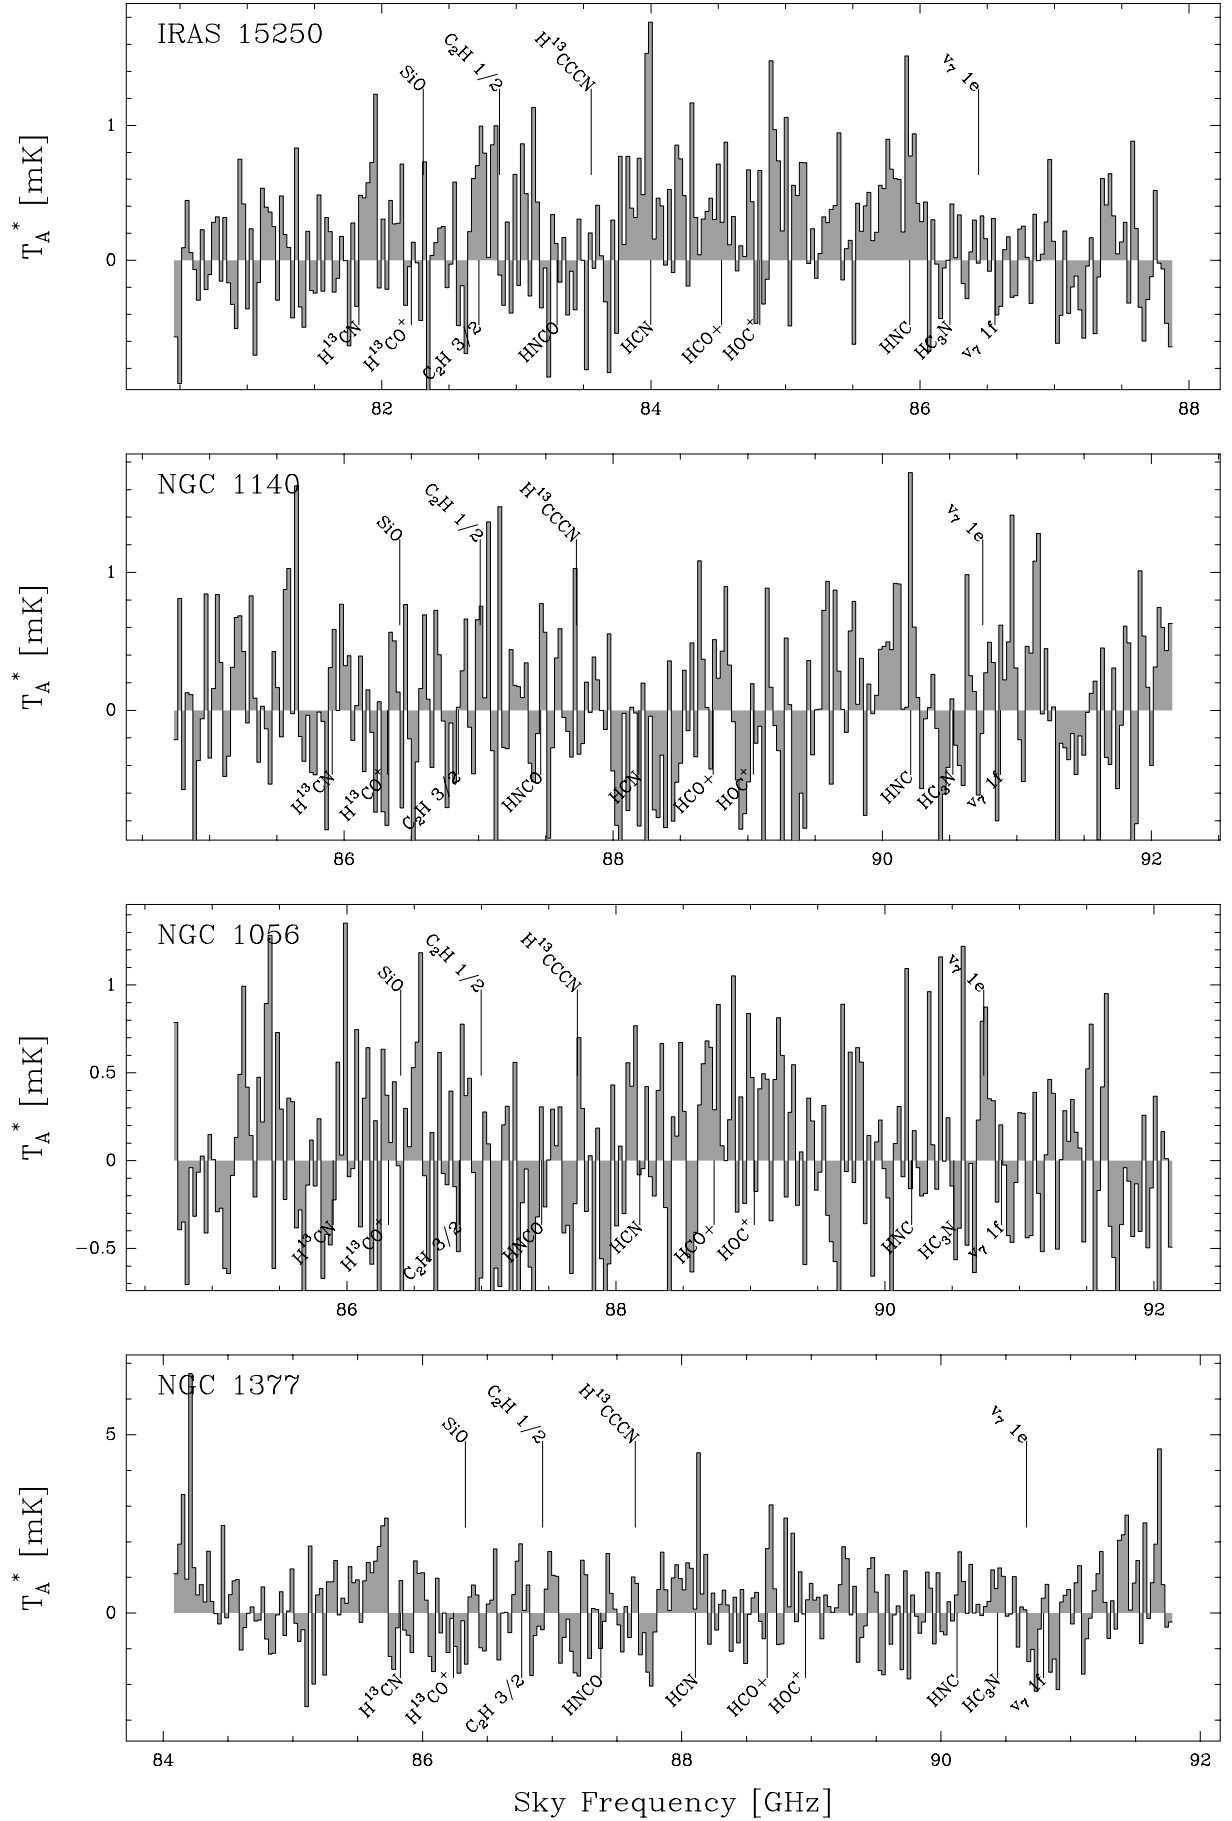 IRAS 15250
T_A^* [mK]
1
0
SiO
C₂H 1/2
H¹³CCCN
v₇ 1e
H¹³CN
H¹³CO⁺
C₂H 3/2
HNCO
HCN
HCO+
HOC⁺
HNC
HC₃N
v₇ 1f
82 84 86 88
NGC 1140
T_A^* [mK]
1
0
SiO
C₂H 1/2
H¹³CCCN
v₇ 1e
H¹³CN
H¹³CO⁺
C₂H 3/2
HNCO
HCN
HCO+
HOC⁺
HNC
HC₃N
v₇ 1f
86 88 90 92
NGC 1056
T_A^* [mK]
1
0.5
0
−0.5
SiO
C₂H 1/2
H¹³CCCN
v₇ 1e
H¹³CN
H¹³CO⁺
C₂H 3/2
HNCO
HCN
HCO+
HOC⁺
HNC
HC₃N
v₇ 1f
86 88 90 92
NGC 1377
T_A^* [mK]
5
0
SiO
C₂H 1/2
H¹³CCCN
v₇ 1e
H¹³CN
H¹³CO⁺
C₂H 3/2
HNCO
HCN
HCO+
HOC⁺
HNC
HC₃N
v₇ 1f
84 86 88 90 92
Sky Frequency [GHz]